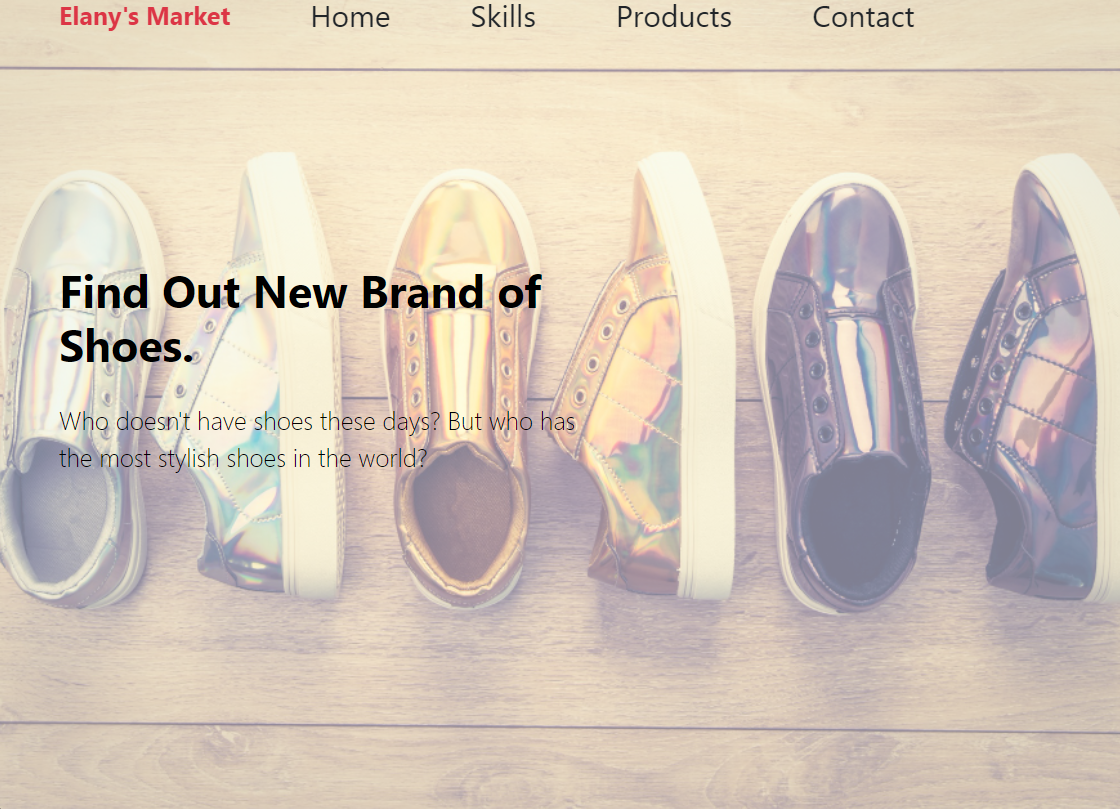 Elany's Market Home Skills Products Contact
Find Out New Brand of
Shoes.
Who doesn't have shoes these days? But who has
the most stylish shoes in the world?